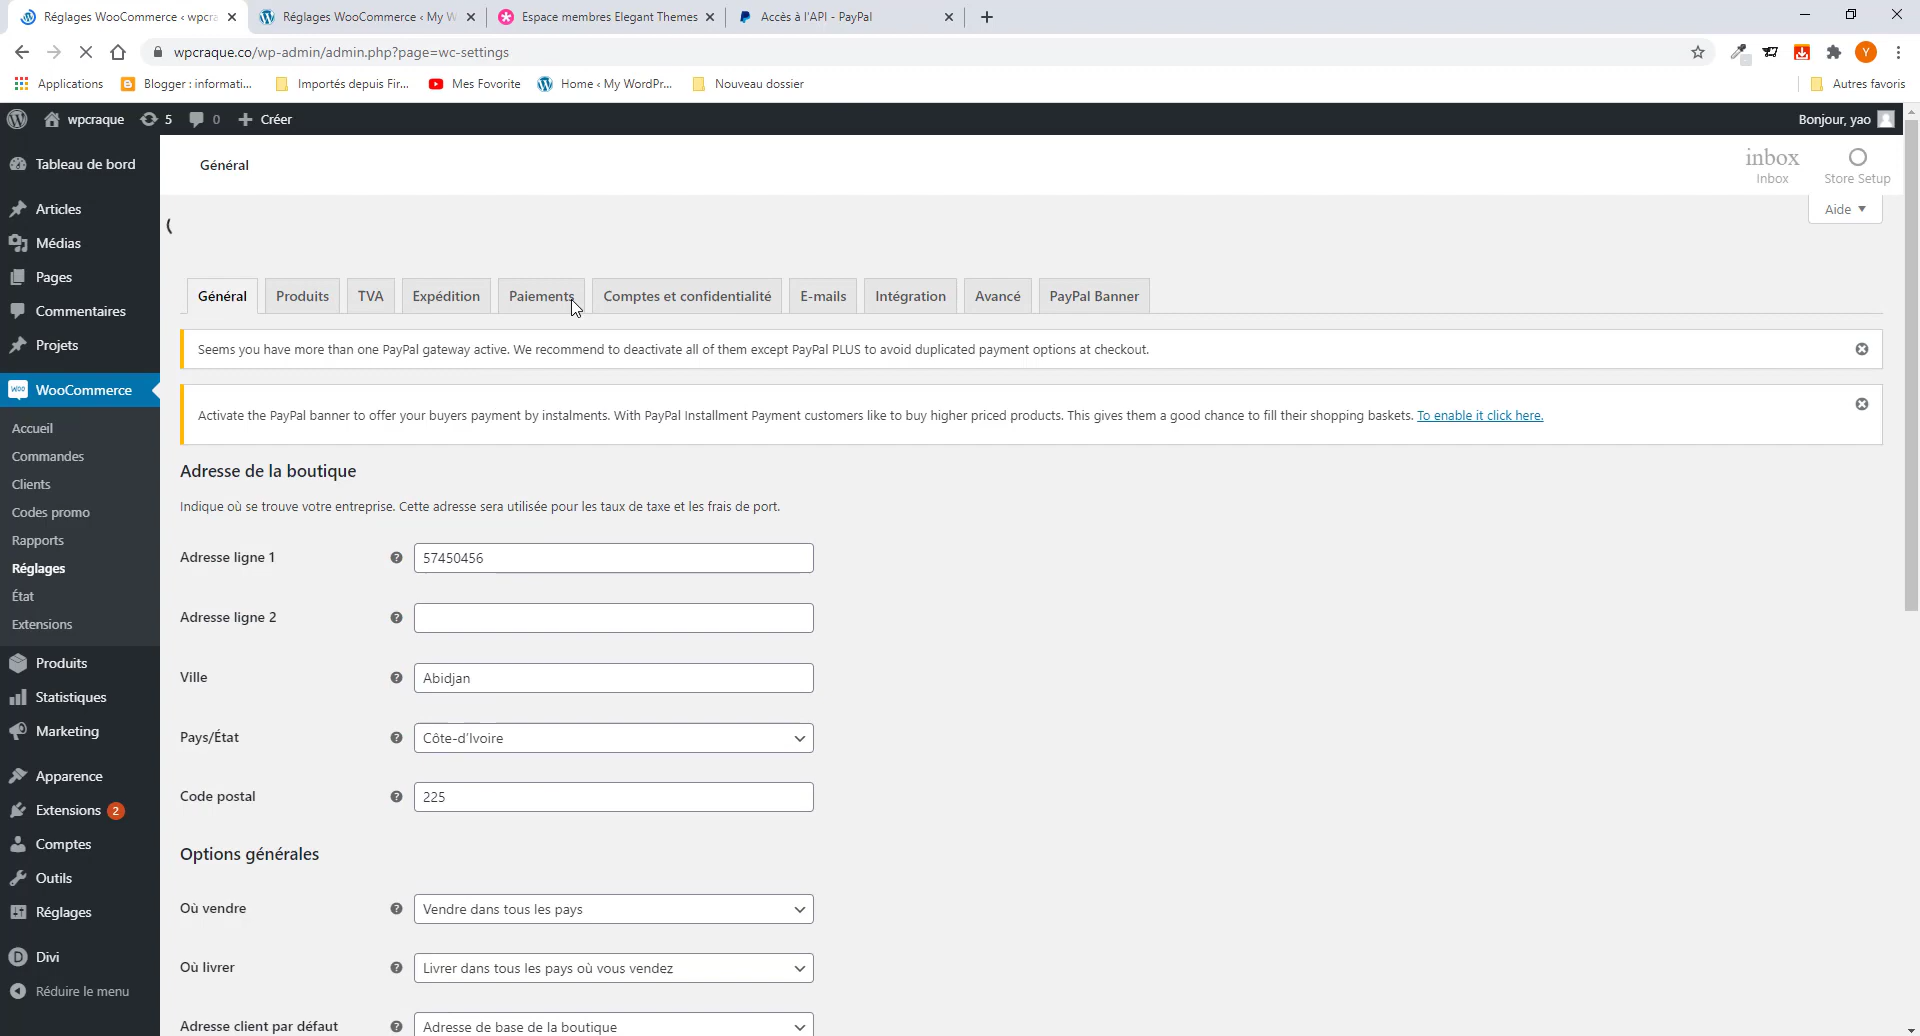 Réglages WooCommerce ‹ wpcra
Réglages WooCommerce ‹ My W
Espace membres Elegant Themes
Accès à l'API - PayPal
wpcraque.co/wp-admin/admin.php?page=wc-settings
Y
Applications
Blogger : informati...
Importés depuis Fir...
Mes Favorite
Home ‹ My WordPr...
Nouveau dossier
Autres favoris
wpcraque
5
0
Créer
Bonjour, yao
Tableau de bord
Articles
Médias
Pages
Commentaires
Projets
WooCommerce
Accueil
Commandes
Clients
Codes promo
Rapports
Réglages
État
Extensions
Produits
Statistiques
Marketing
Apparence
Extensions 2
Comptes
Outils
Réglages
Divi
Réduire le menu
Général
inbox
Inbox
Store Setup
Aide
Général
Produits
TVA
Expédition
Paiements
Comptes et confidentialité
E-mails
Intégration
Avancé
PayPal Banner
Seems you have more than one PayPal gateway active. We recommend to deactivate all of them except PayPal PLUS to avoid duplicated payment options at checkout.
Activate the PayPal banner to offer your buyers payment by instalments. With PayPal Installment Payment customers like to buy higher priced products. This gives them a good chance to fill their shopping baskets. To enable it click here.
Adresse de la boutique
Indique où se trouve votre entreprise. Cette adresse sera utilisée pour les taux de taxe et les frais de port.
Adresse ligne 1
57450456
Adresse ligne 2
Ville
Abidjan
Pays/État
Côte-d’Ivoire
Code postal
225
Options générales
Où vendre
Vendre dans tous les pays
Où livrer
Livrer dans tous les pays où vous vendez
Adresse client par défaut
Adresse de base de la boutique